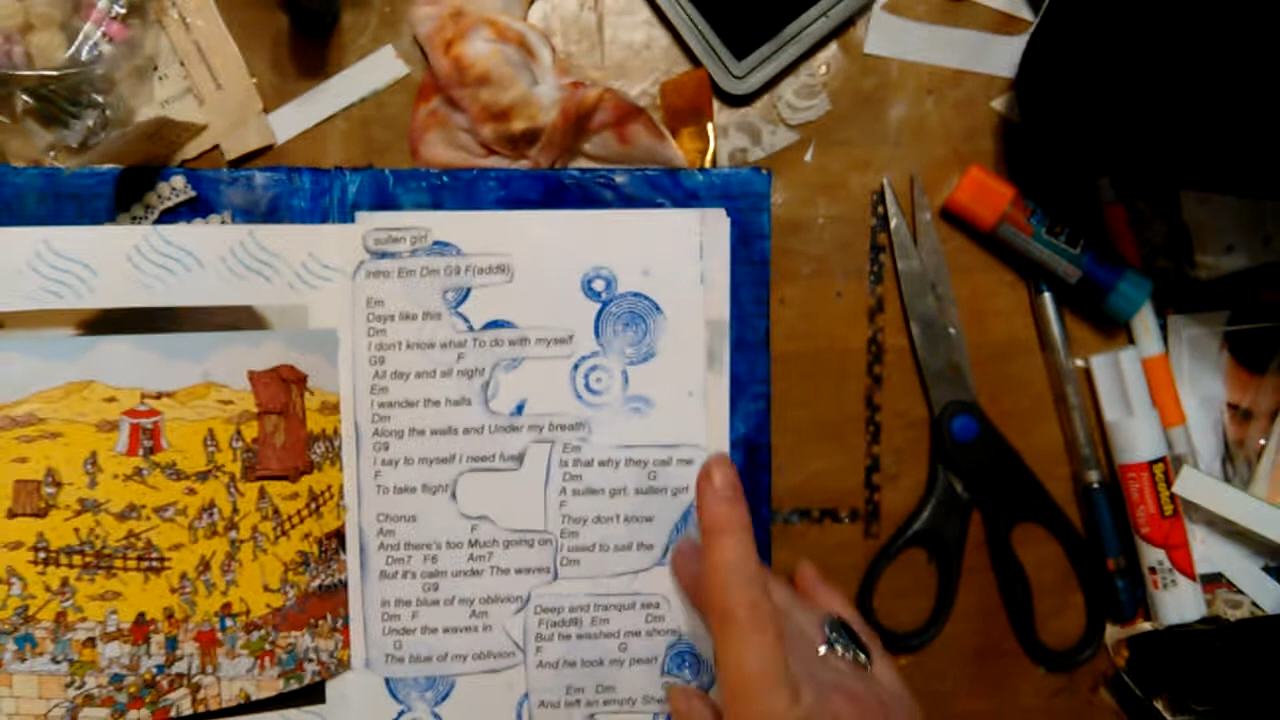 sullen girl
Intro: Em Dm G9 F(add9)
Em
Days like this
Dm
I don't know what To do with myself
G9 F
All day and all night
Em
I wander the halls
Dm
Along the walls and Under my breath
G9
I say to myself I need fuel
F
To take flight
Chorus
Am F
And there's too Much going on
Dm7 F6 Am7
But it's calm under The waves
G9
in the blue of my oblivion
Dm F Am
Under the waves in
G
The blue of my oblivion
Em
Is that why they call me
Dm G
A sullen girl, sullen girl
F
They don't know
Em
I used to sail the
Dm
Deep and tranquil sea
F(add9) Em Dm
But he washed me shore
F G
And he took my pearl
Em Dm
And left an empty She
Scotch
Glue Stick